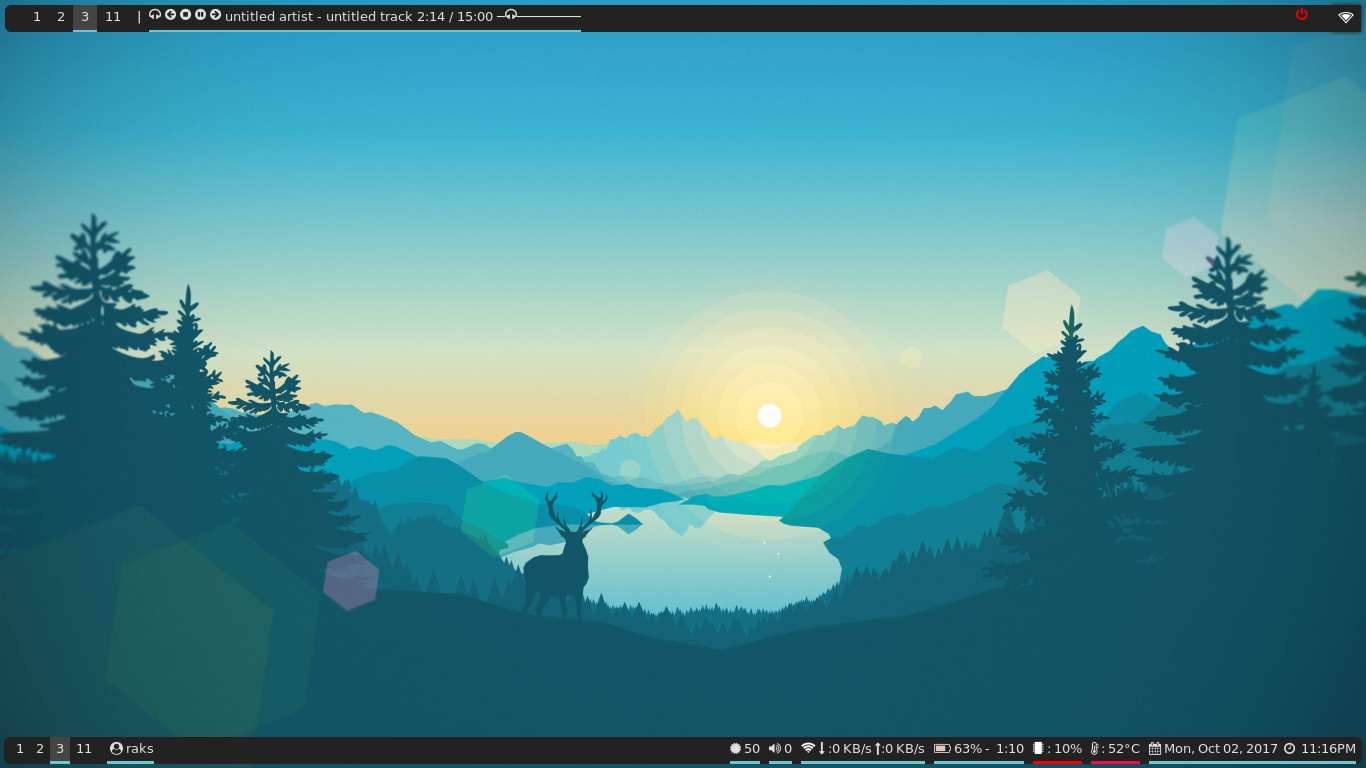 1 2 3 11 | untitled artist - untitled track 2:14 / 15:00
1 2 3 11 raks 50 0 :0 KB/s :0 KB/s 63% - 1:10 : 10% : 52°C Mon, Oct 02, 2017 11:16PM